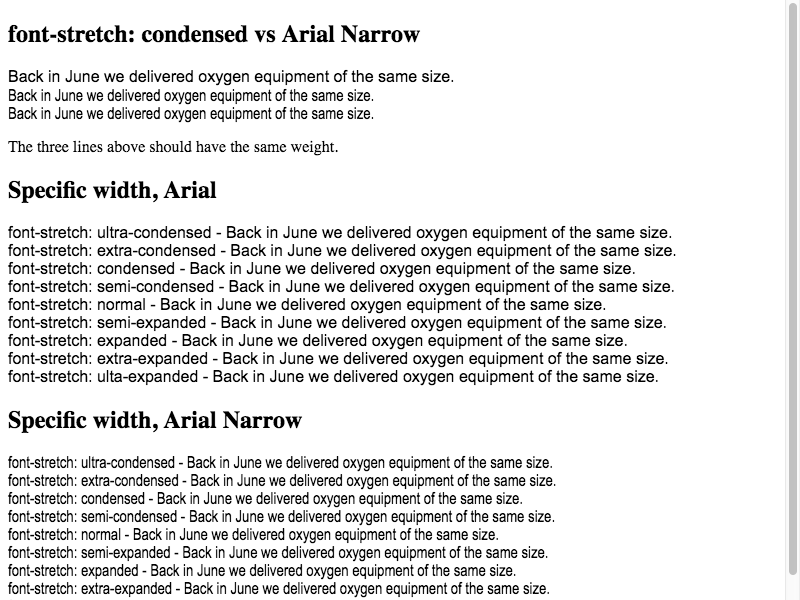 font-stretch: condensed vs Arial Narrow
Back in June we delivered oxygen equipment of the same size.
Back in June we delivered oxygen equipment of the same size.
Back in June we delivered oxygen equipment of the same size.
The three lines above should have the same weight.
Specific width, Arial
font-stretch: ultra-condensed - Back in June we delivered oxygen equipment of the same size.
font-stretch: extra-condensed - Back in June we delivered oxygen equipment of the same size.
font-stretch: condensed - Back in June we delivered oxygen equipment of the same size.
font-stretch: semi-condensed - Back in June we delivered oxygen equipment of the same size.
font-stretch: normal - Back in June we delivered oxygen equipment of the same size.
font-stretch: semi-expanded - Back in June we delivered oxygen equipment of the same size.
font-stretch: expanded - Back in June we delivered oxygen equipment of the same size.
font-stretch: extra-expanded - Back in June we delivered oxygen equipment of the same size.
font-stretch: ulta-expanded - Back in June we delivered oxygen equipment of the same size.
Specific width, Arial Narrow
font-stretch: ultra-condensed - Back in June we delivered oxygen equipment of the same size.
font-stretch: extra-condensed - Back in June we delivered oxygen equipment of the same size.
font-stretch: condensed - Back in June we delivered oxygen equipment of the same size.
font-stretch: semi-condensed - Back in June we delivered oxygen equipment of the same size.
font-stretch: normal - Back in June we delivered oxygen equipment of the same size.
font-stretch: semi-expanded - Back in June we delivered oxygen equipment of the same size.
font-stretch: expanded - Back in June we delivered oxygen equipment of the same size.
font-stretch: extra-expanded - Back in June we delivered oxygen equipment of the same size.